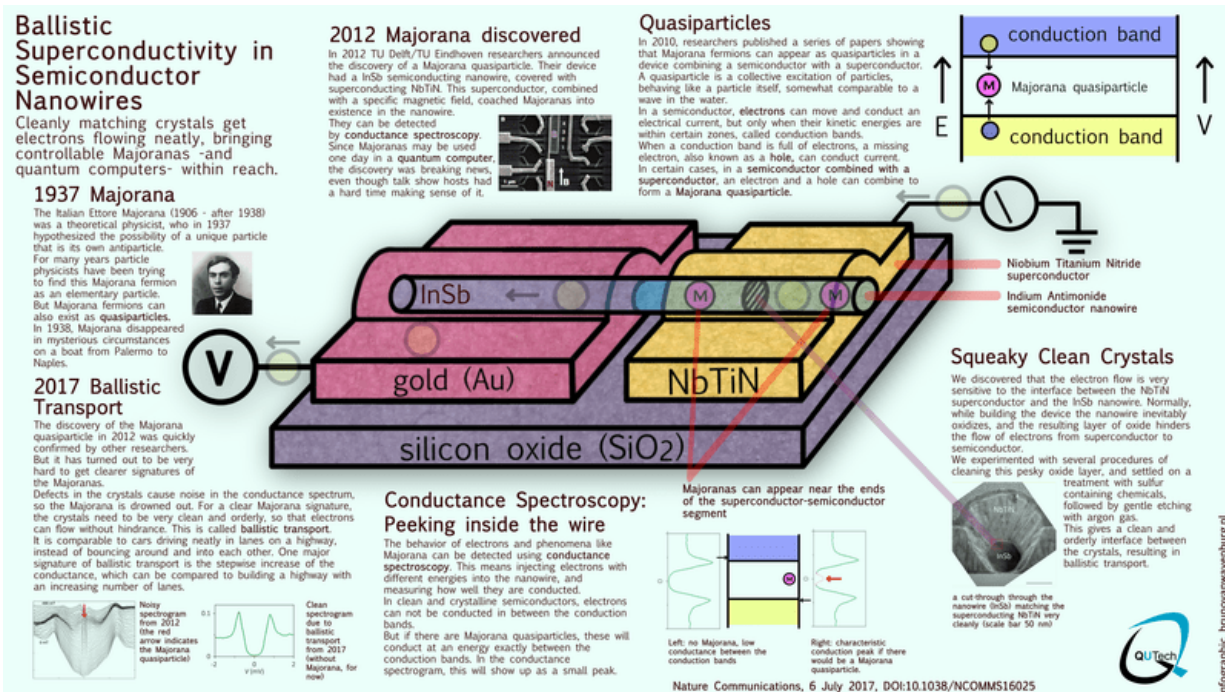 Ballistic
Superconductivity in
Semiconductor
Nanowires
Cleanly matching crystals get
electrons flowing neatly, bringing
controllable Majoranas -and
quantum computers- within reach.
1937 Majorana
The Italian Ettore Majorana (1906 - after 1938)
was a theoretical physicist, who in 1937
hypothesized the possibility of a unique particle
that is its own antiparticle.
For many years particle
physicists have been trying
to find this Majorana fermion
as an elementary particle.
But Majorana fermions can
also exist as quasiparticles.
In 1938, Majorana disappeared
in mysterious circumstances
on a boat from Palermo to
Naples.
2017 Ballistic
Transport
The discovery of the Majorana
quasiparticle in 2012 was quickly
confirmed by other researchers.
But it has turned out to be very
hard to get clearer signatures of
the Majoranas.
Defects in the crystals cause noise in the conductance spectrum,
so the Majorana is drowned out. For a clear Majorana signature,
the crystals need to be very clean and orderly, so that electrons
can flow without hindrance. This is called ballistic transport.
It is comparable to cars driving neatly in lanes on a highway,
instead of bouncing around and into each other. One major
signature of ballistic transport is the stepwise increase of the
conductance, which can be compared to building a highway with
an increasing number of lanes.
Noisy
spectrogram
from 2012
(the red
arrow indicates
the Majorana
quasiparticle)
0.1
0
-2 0 2
V (mV)
Clean
spectrogram
due to
ballistic
transport
from 2017
(without
Majorana, for
now)
2012 Majorana discovered
In 2012 TU Delft/TU Eindhoven researchers announced
the discovery of a Majorana quasiparticle. Their device
had a InSb semiconducting nanowire, covered with
superconducting NbTiN. This superconductor, combined
with a specific magnetic field, coached Majoranas into
existence in the nanowire.
They can be detected
by conductance spectroscopy.
Since Majoranas may be used
one day in a quantum computer,
the discovery was breaking news,
even though talk show hosts had
a hard time making sense of it.
N
B
Quasiparticles
In 2010, researchers published a series of papers showing
that Majorana fermions can appear as quasiparticles in a
device combining a semiconductor with a superconductor.
A quasiparticle is a collective excitation of particles,
behaving like a particle itself, somewhat comparable to a
wave in the water.
In a semiconductor, electrons can move and conduct an
electrical current, but only when their kinetic energies are
within certain zones, called conduction bands.
When a conduction band is full of electrons, a missing
electron, also known as a hole, can conduct current.
In certain cases, in a semiconductor combined with a
superconductor, an electron and a hole can combine to
form a Majorana quasiparticle.
conduction band
M Majorana quasiparticle
E V
conduction band
Niobium Titanium Nitride
superconductor
Indium Antimonide
semiconductor nanowire
InSb
M
M
V
gold (Au)
NbTiN
silicon oxide (SiO2)
Majoranas can appear near the ends
of the superconductor-semiconductor
segment
Conductance Spectroscopy:
Peeking inside the wire
The behavior of electrons and phenomena like
Majorana can be detected using conductance
spectroscopy. This means injecting electrons with
different energies into the nanowire, and
measuring how well they are conducted.
In clean and crystalline semiconductors, electrons
can not be conducted in between the conduction
bands.
But if there are Majorana quasiparticles, these will
conduct at an energy exactly between the
conduction bands. In the conductance
spectrogram, this will show up as a small peak.
M
Left: no Majorana, low
conductance between the
conduction bands
Right: characteristic
conduction peak if there
would be a Majorana
quasiparticle.
Squeaky Clean Crystals
We discovered that the electron flow is very
sensitive to the interface between the NbTiN
superconductor and the InSb nanowire. Normally,
while building the device the nanowire inevitably
oxidizes, and the resulting layer of oxide hinders
the flow of electrons from superconductor to
semiconductor.
We experimented with several procedures of
cleaning this pesky oxide layer, and settled on a
treatment with sulfur
containing chemicals,
followed by gentle etching
with argon gas.
This gives a clean and
orderly interface between
the crystals, resulting in
ballistic transport.
NbTiN
InSb
a cut-through through the
nanowire (InSb) matching the
superconducting NbTiN very
cleanly (scale bar 50 nm)
QUTech
Nature Communications, 6 July 2017, DOI:10.1038/NCOMMS16025